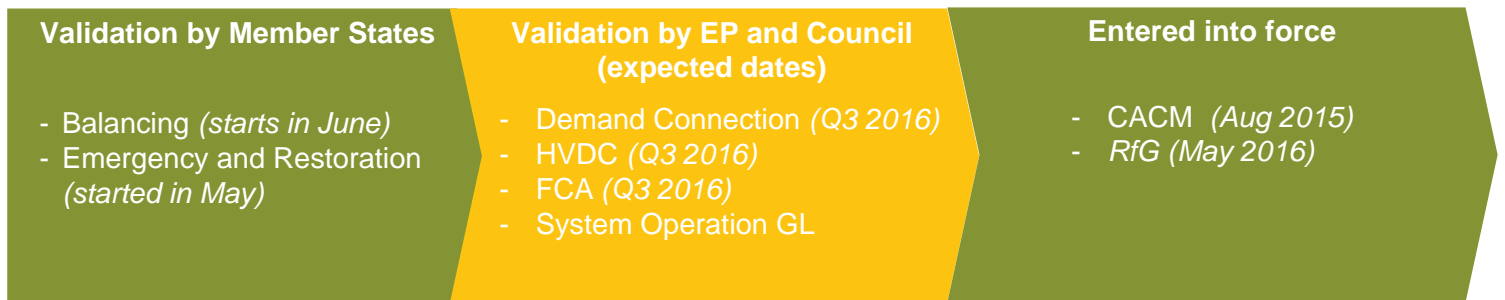 Validation by Member States
- Balancing (starts in June)
- Emergency and Restoration
(started in May)
Validation by EP and Council
(expected dates)
- Demand Connection (Q3 2016)
- HVDC (Q3 2016)
- FCA (Q3 2016)
- System Operation GL
Entered into force
- CACM (Aug 2015)
- RfG (May 2016)